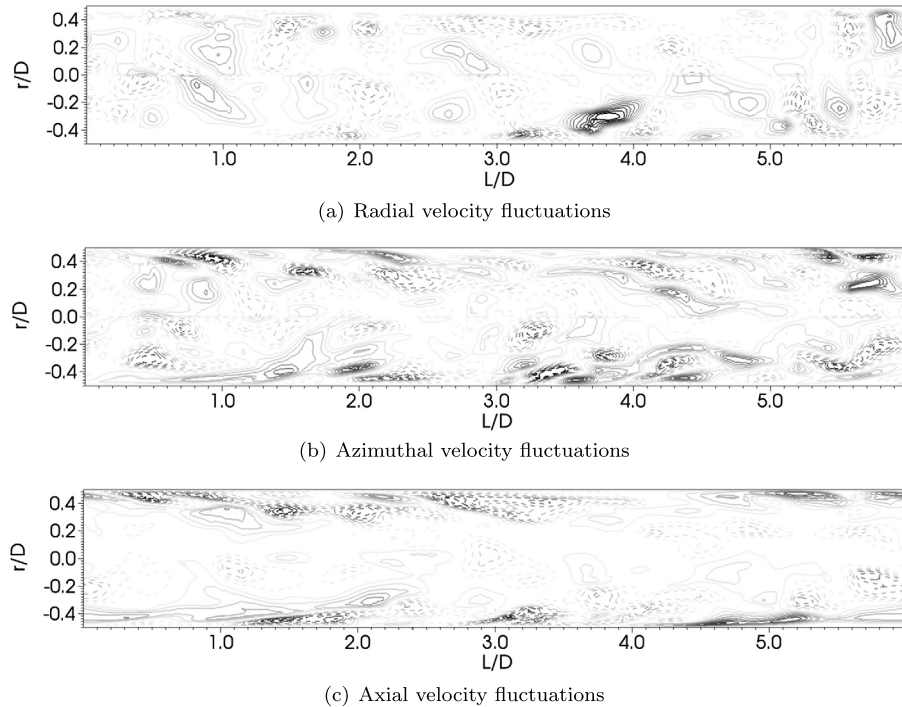 r/D
0.4
0.2
0.0
-0.2
-0.4
1.0 2.0 3.0 4.0 5.0
L/D
(a) Radial velocity fluctuations
r/D
0.4
0.2
0.0
-0.2
-0.4
1.0 2.0 3.0 4.0 5.0
L/D
(b) Azimuthal velocity fluctuations
r/D
0.4
0.2
0.0
-0.2
-0.4
1.0 2.0 3.0 4.0 5.0
L/D
(c) Axial velocity fluctuations